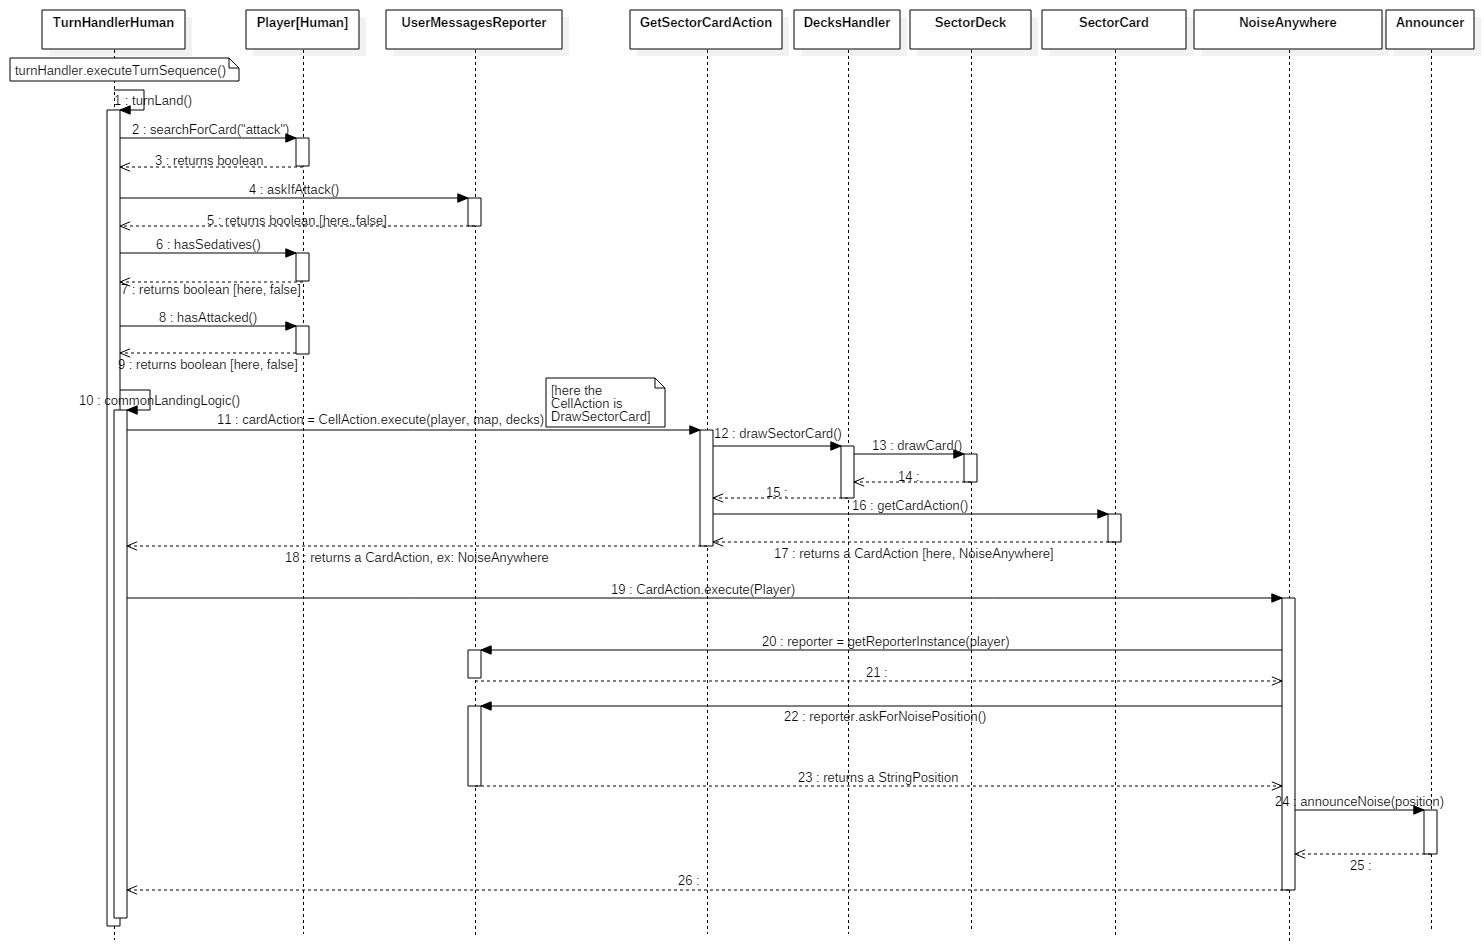 TurnHandlerHuman
Player[Human]
UserMessagesReporter
GetSectorCardAction
DecksHandler
SectorDeck
SectorCard
NoiseAnywhere
Announcer
turnHandler.executeTurnSequence()
1 : turnLand()
2 : searchForCard("attack")
3 : returns boolean
4 : askIfAttack()
5 : returns boolean [here, false]
6 : hasSedatives()
7 : returns boolean [here, false]
8 : hasAttacked()
9 : returns boolean [here, false]
10 : commonLandingLogic()
[here the
CellAction is
DrawSectorCard]
11 : cardAction = CellAction.execute(player, map, decks)
12 : drawSectorCard()
13 : drawCard()
14 :
15 :
16 : getCardAction()
17 : returns a CardAction [here, NoiseAnywhere]
18 : returns a CardAction, ex: NoiseAnywhere
19 : CardAction.execute(Player)
20 : reporter = getReporterInstance(player)
21 :
22 : reporter.askForNoisePosition()
23 : returns a StringPosition
24 : announceNoise(position)
25 :
26 :